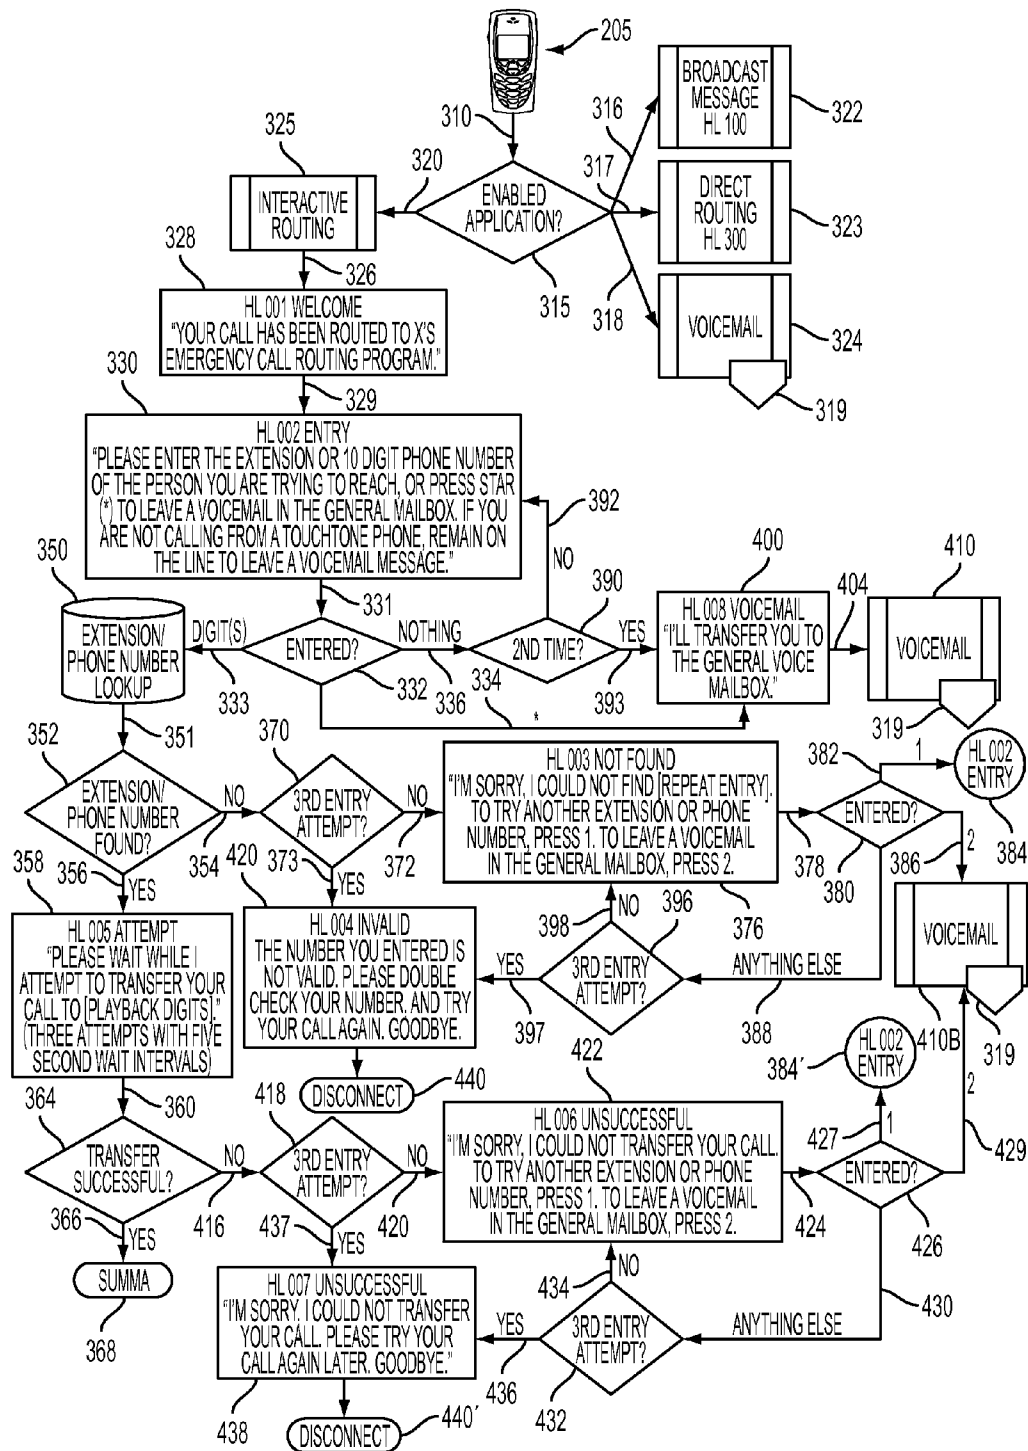 205
310
BROADCAST
MESSAGE
HL 100
322
316
317
325
320
ENABLED
APPLICATION?
INTERACTIVE
ROUTING
DIRECT
ROUTING
HL 300
323
328
326
315
318
VOICEMAIL
324
319
HL 001 WELCOME
"YOUR CALL HAS BEEN ROUTED TO X'S
EMERGENCY CALL ROUTING PROGRAM."
330
329
HL 002 ENTRY
"PLEASE ENTER THE EXTENSION OR 10 DIGIT PHONE NUMBER
OF THE PERSON YOU ARE TRYING TO REACH, OR PRESS STAR
(*) TO LEAVE A VOICEMAIL IN THE GENERAL MAILBOX. IF YOU
ARE NOT CALLING FROM A TOUCHTONE PHONE, REMAIN ON
THE LINE TO LEAVE A VOICEMAIL MESSAGE."
392
NO
350
331
390
400
404
410
EXTENSION/
PHONE NUMBER
LOOKUP
DIGIT(S)
333
ENTERED?
332
NOTHING
336
334
*
2ND TIME?
YES
393
HL 008 VOICEMAIL
"I'LL TRANSFER YOU TO
THE GENERAL VOICE
MAILBOX."
VOICEMAIL
319
351
352
EXTENSION/
PHONE NUMBER
FOUND?
NO
354
370
3RD ENTRY
ATTEMPT?
NO
372
HL 003 NOT FOUND
"I'M SORRY, I COULD NOT FIND [REPEAT ENTRY].
TO TRY ANOTHER EXTENSION OR PHONE
NUMBER, PRESS 1. TO LEAVE A VOICEMAIL
IN THE GENERAL MAILBOX, PRESS 2.
376
378
382
1
HL 002
ENTRY
384
ENTERED?
380
386
2
358
356
YES
420
373
YES
398
NO
396
HL 005 ATTEMPT
"PLEASE WAIT WHILE I
ATTEMPT TO TRANSFER YOUR
CALL TO [PLAYBACK DIGITS]."
(THREE ATTEMPTS WITH FIVE
SECOND WAIT INTERVALS)
HL 004 INVALID
THE NUMBER YOU ENTERED IS
NOT VALID. PLEASE DOUBLE
CHECK YOUR NUMBER. AND TRY
YOUR CALL AGAIN. GOODBYE.
YES
397
3RD ENTRY
ATTEMPT?
ANYTHING ELSE
388
VOICEMAIL
410B
319
DISCONNECT
440
422
384′
HL 002
ENTRY
360
364
TRANSFER
SUCCESSFUL?
NO
416
418
3RD ENTRY
ATTEMPT?
NO
420
HL 006 UNSUCCESSFUL
"I'M SORRY, I COULD NOT TRANSFER YOUR CALL.
TO TRY ANOTHER EXTENSION OR PHONE
NUMBER, PRESS 1. TO LEAVE A VOICEMAIL
IN THE GENERAL MAILBOX, PRESS 2.
424
427
1
2
429
ENTERED?
426
366
YES
SUMMA
368
437
YES
434
NO
430
HL 007 UNSUCCESSFUL
"I'M SORRY. I COULD NOT TRANSFER
YOUR CALL. PLEASE TRY YOUR
CALL AGAIN LATER. GOODBYE."
438
YES
436
3RD ENTRY
ATTEMPT?
432
ANYTHING ELSE
DISCONNECT
440′